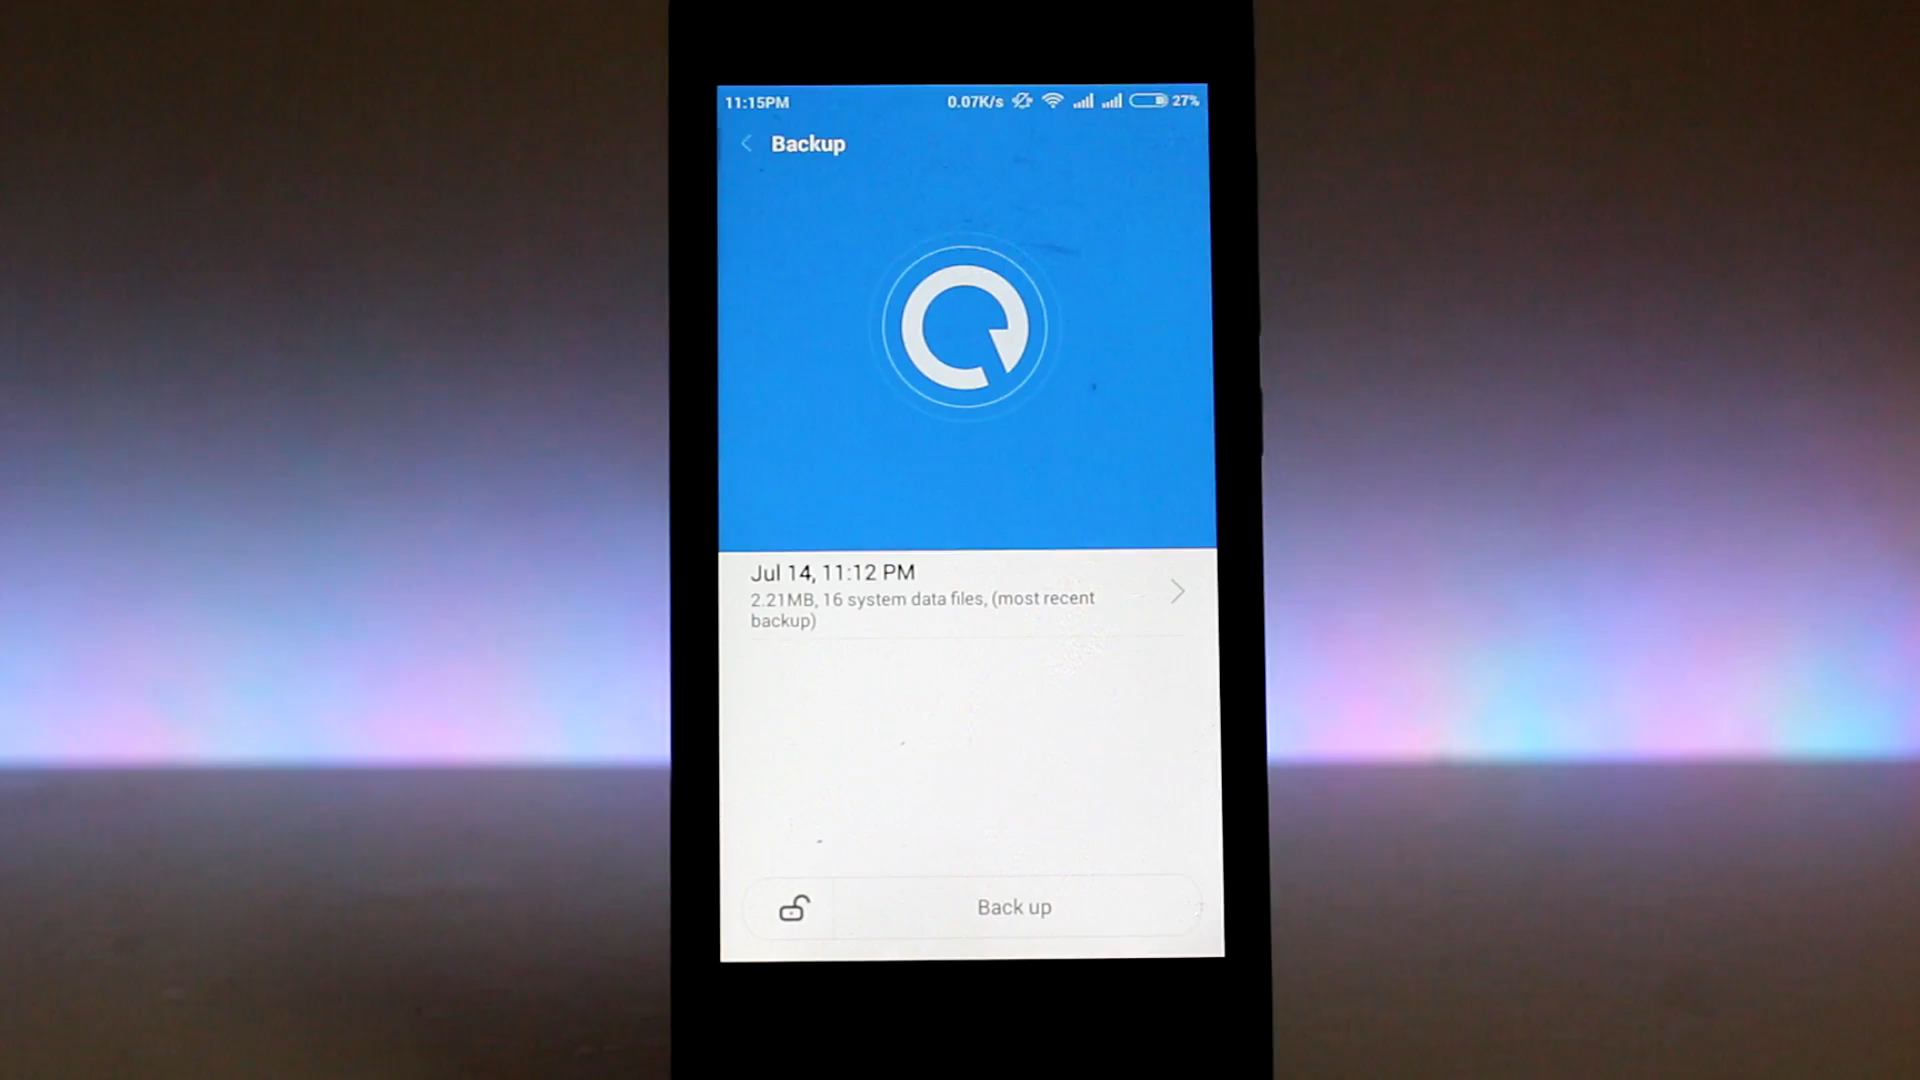 11:15PM 0.07K/s 27%
Backup
Jul 14, 11:12 PM
2.21MB, 16 system data files, (most recent
backup)
Back up